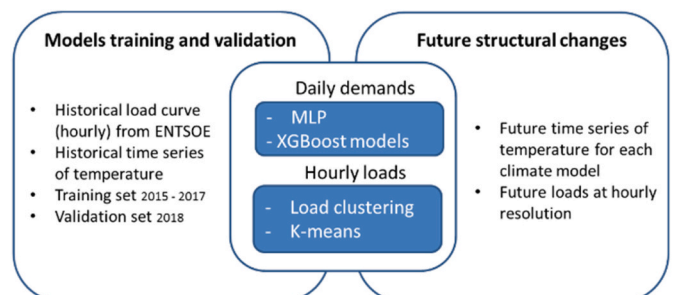 Models training and validation
• Historical load curve
(hourly) from ENTSOE
• Historical time series
of temperature
• Training set 2015 - 2017
• Validation set 2018
Daily demands
- MLP
- XGBoost models
Hourly loads
- Load clustering
- K-means
Future structural changes
• Future time series of
temperature for each
climate model
• Future loads at hourly
resolution